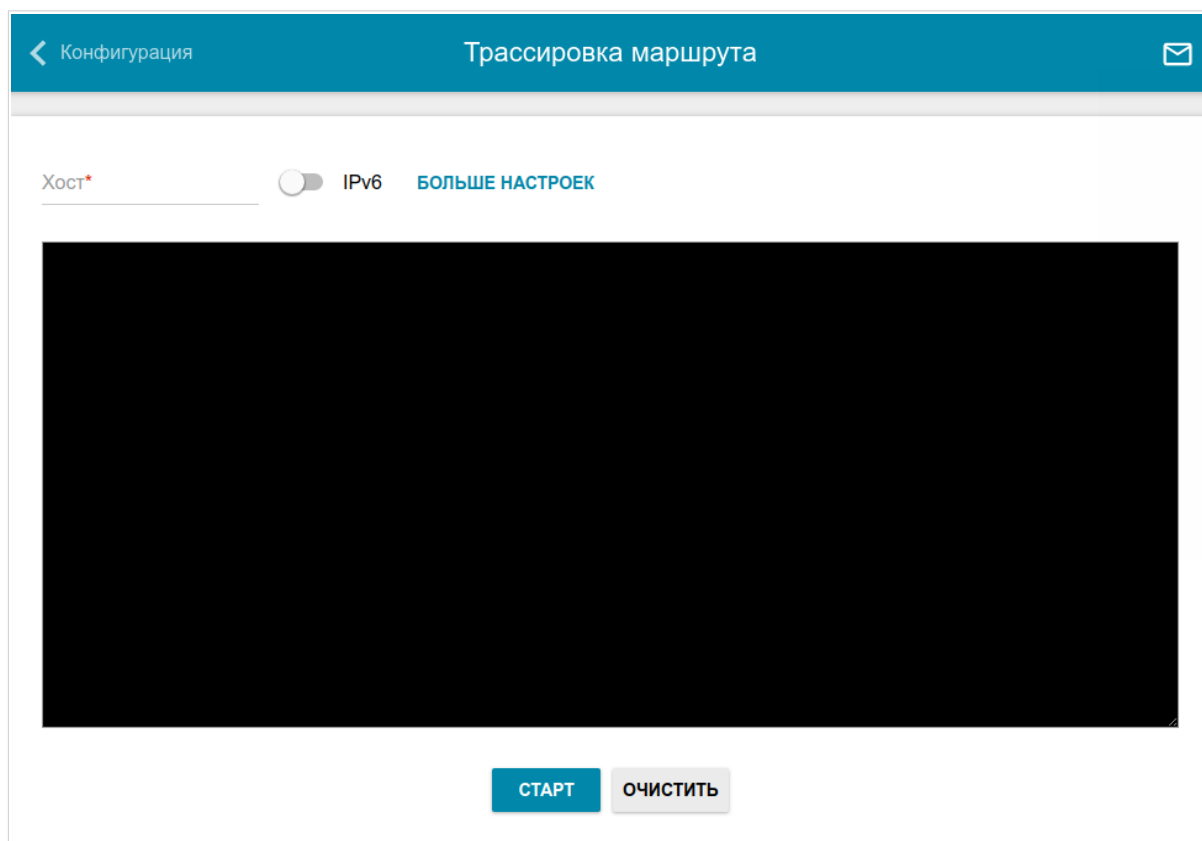 Конфигурация
Трассировка маршрута
Хост*
IPv6
БОЛЬШЕ НАСТРОЕК
СТАРТ
ОЧИСТИТЬ